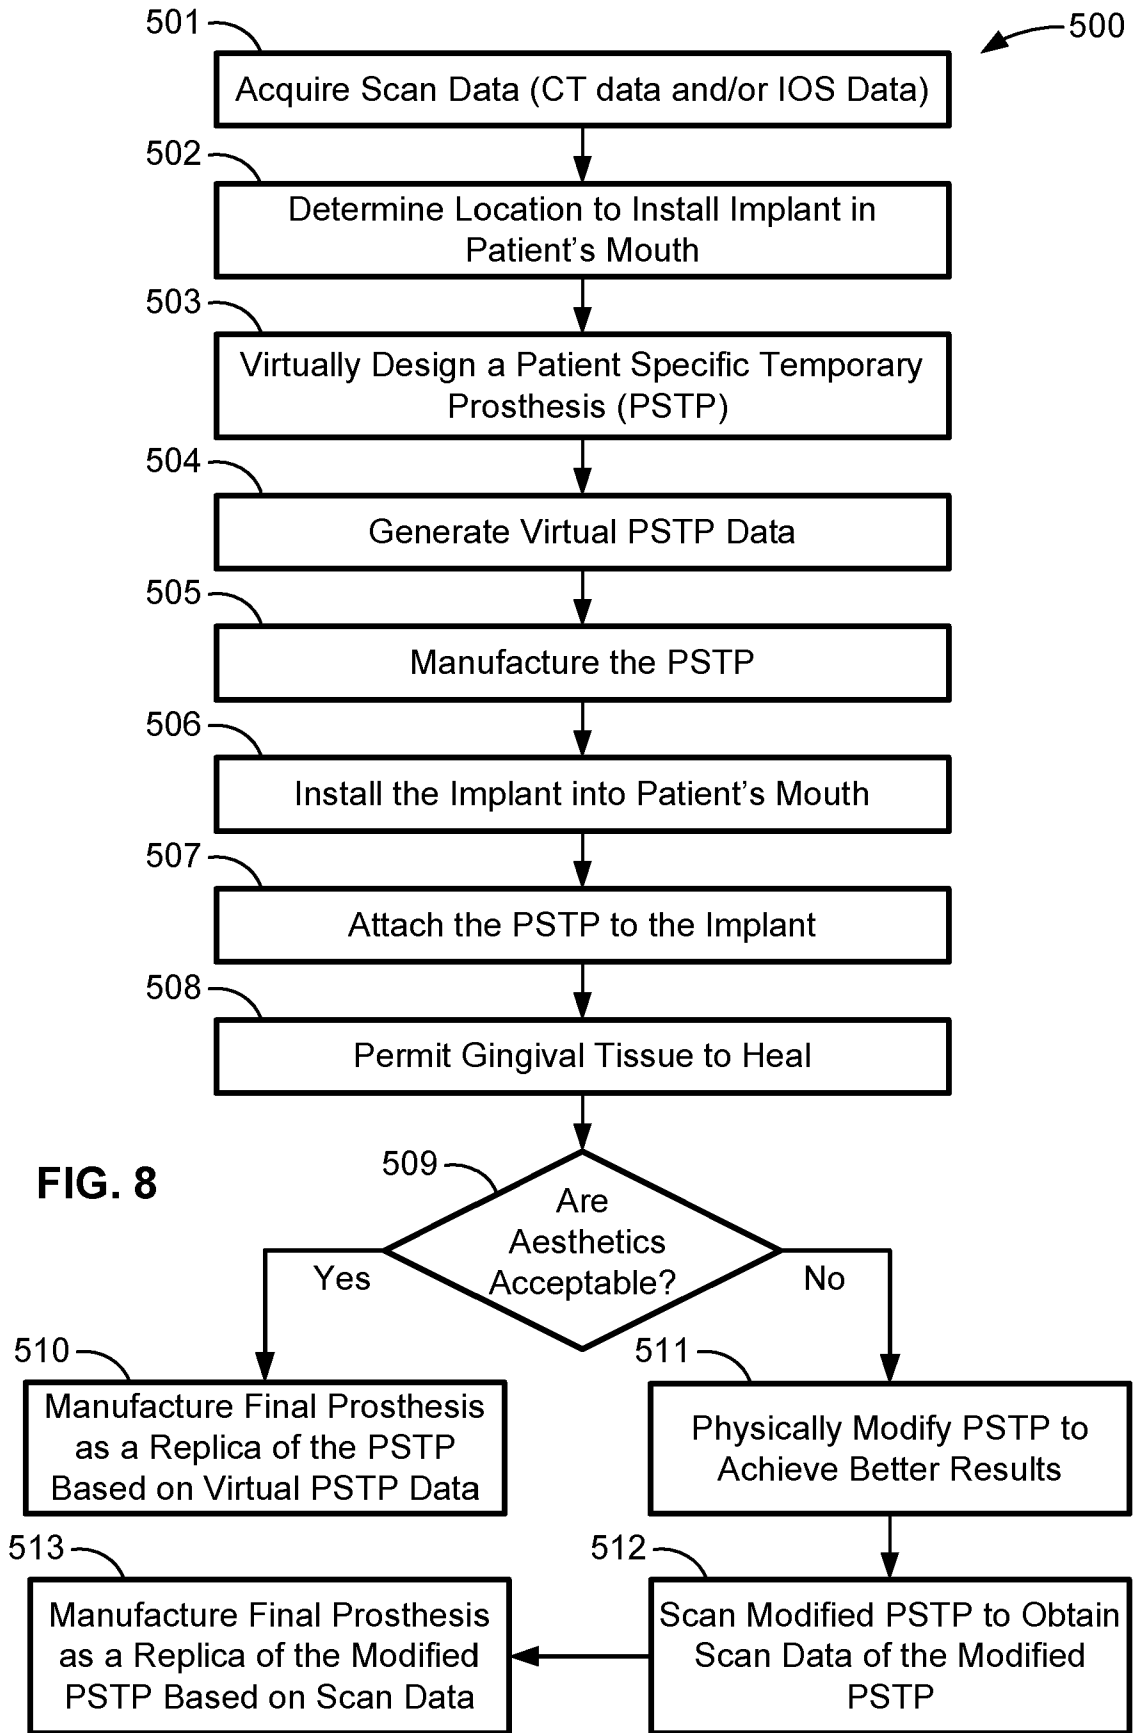 501
500
Acquire Scan Data (CT data and/or IOS Data)
502
Determine Location to Install Implant in
Patient’s Mouth
503
Virtually Design a Patient Specific Temporary
Prosthesis (PSTP)
504
Generate Virtual PSTP Data
505
Manufacture the PSTP
506
Install the Implant into Patient’s Mouth
507
Attach the PSTP to the Implant
508
Permit Gingival Tissue to Heal
FIG. 8
509
Are
Aesthetics
Acceptable?
Yes
No
510
Manufacture Final Prosthesis
as a Replica of the PSTP
Based on Virtual PSTP Data
511
Physically Modify PSTP to
Achieve Better Results
512
Scan Modified PSTP to Obtain
Scan Data of the Modified
PSTP
513
Manufacture Final Prosthesis
as a Replica of the Modified
PSTP Based on Scan Data